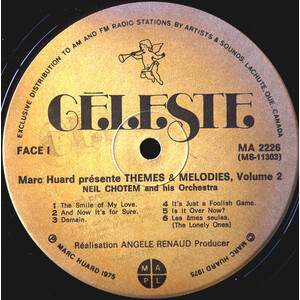 EXCLUSIVE DISTRIBUTION TO AM AND FM RADIO STATIONS BY ARTISTS & SOUNDS, LACHUTE, QUE. CANADA
CÉLESTE
FACE I
MA 2226
(MS-11303)
Marc Huard présente THEMES & MELODIES, Volume 2
NEIL CHOTEM and his Orchestra
1. The Smile of My Love.
2. And Now It's for Sure.
3. Demain.
4. It's Just a Foolish Game.
5. Is it Over Now?
6. Les âmes seules.
(The Lonely Ones)
Réalisation ANGELE RENAUD Producer
℗ MARC HUARD 1975
© MARC HUARD 1975
M A P L